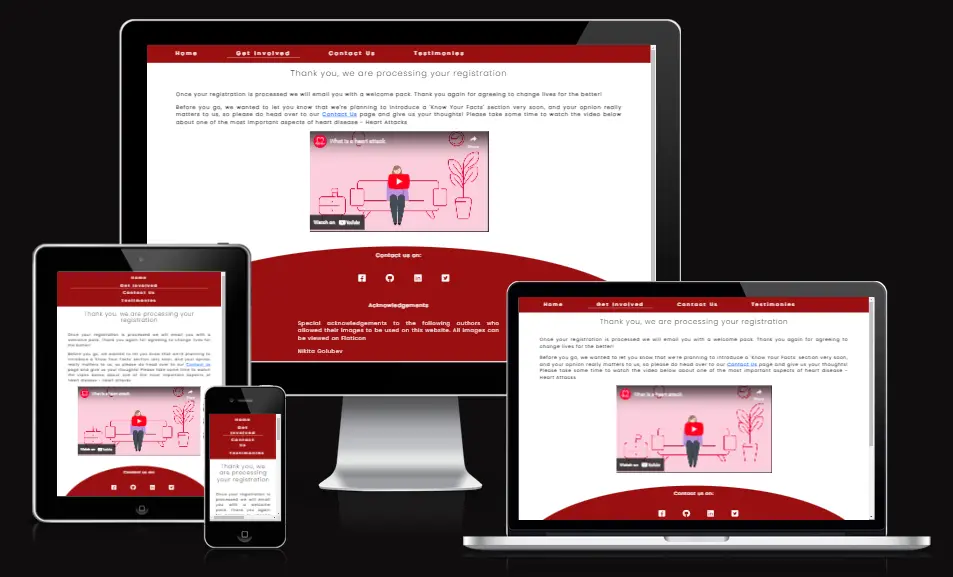 Home Get Involved Contact Us Testimonies
Thank you, we are processing your registration
Once your registration is processed we will email you with a welcome pack. Thank you again for agreeing to change lives for the better!
Before you go, we wanted to let you know that we're planning to introduce a 'Know Your Facts' section very soon, and your opnion really
matters to us, so please do head over to our Contact Us page and give us your thoughts! Please take some time to watch the video below
about one of the most important aspects of heart disease - Heart Attacks
What is a heart attack
Share
Watch on YouTube
Contact us on:
Acknowledgements
Special acknowledgements to the following authors who
allowed their images to be used on this website. All images can
be viewed on Flaticon
Nikita Golubev
Home
Get Involved
Contact Us
Testimonies
Thank you, we are processing your
registration
Once your registration is processed we will email you with a
welcome pack. Thank you again for agreeing to change lives for
the better!
Before you go, we wanted to let you know that we're planning to
introduce a 'Know Your Facts' section very soon, and your opnion
really matters to us, so please do head over to our Contact Us
page and give us your thoughts! Please take some time to watch
the video below about one of the most important aspects of
heart disease - Heart Attacks
What is a heart attack
Watch on YouTube
Contact us on:
Home
Get
Involved
Contact
Us
Testimonies
Thank you, we
are processing
your registration
Once your registration is
processed we will email
you with a welcome
pack. Thank you again
Home Get Involved Contact Us Testimonies
Thank you, we are processing your registration
Once your registration is processed we will email you with a welcome pack. Thank you again for agreeing to
change lives for the better!
Before you go, we wanted to let you know that we're planning to introduce a 'Know Your Facts' section very soon,
and your opnion really matters to us, so please do head over to our Contact Us page and give us your thoughts!
Please take some time to watch the video below about one of the most important aspects of heart disease -
Heart Attacks
What is a heart attack
Watch on YouTube
Contact us on: